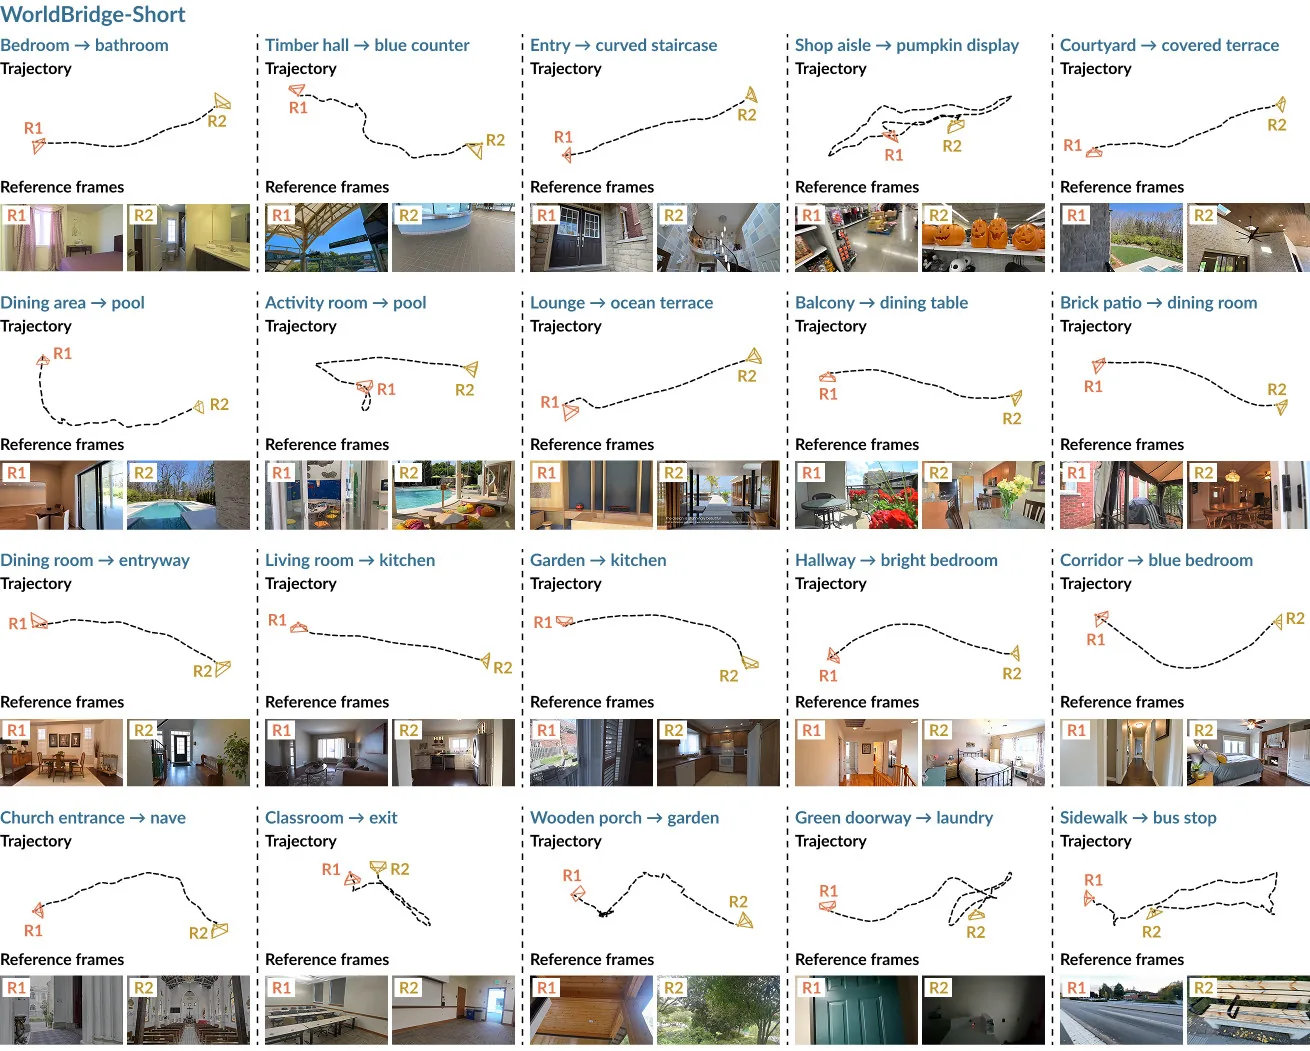 WorldBridge-Short
Bedroom → bathroom
Trajectory
R1
R2
Reference frames
R1
R2
Timber hall → blue counter
Trajectory
R1
R2
Reference frames
R1
R2
Entry → curved staircase
Trajectory
R1
R2
Reference frames
R1
R2
Shop aisle → pumpkin display
Trajectory
R1
R2
Reference frames
R1
R2
Courtyard → covered terrace
Trajectory
R1
R2
Reference frames
R1
R2
Dining area → pool
Trajectory
R1
R2
Reference frames
R1
R2
Activity room → pool
Trajectory
R1
R2
Reference frames
R1
R2
Lounge → ocean terrace
Trajectory
R1
R2
Reference frames
R1
R2
Balcony → dining table
Trajectory
R1
R2
Reference frames
R1
R2
Brick patio → dining room
Trajectory
R1
R2
Reference frames
R1
R2
Dining room → entryway
Trajectory
R1
R2
Reference frames
R1
R2
Living room → kitchen
Trajectory
R1
R2
Reference frames
R1
R2
Garden → kitchen
Trajectory
R1
R2
Reference frames
R1
R2
Hallway → bright bedroom
Trajectory
R1
R2
Reference frames
R1
R2
Corridor → blue bedroom
Trajectory
R1
R2
Reference frames
R1
R2
Church entrance → nave
Trajectory
R1
R2
Reference frames
R1
R2
Classroom → exit
Trajectory
R1
R2
Reference frames
R1
R2
Wooden porch → garden
Trajectory
R1
R2
Reference frames
R1
R2
Green doorway → laundry
Trajectory
R1
R2
Reference frames
R1
R2
Sidewalk → bus stop
Trajectory
R1
R2
Reference frames
R1
R2